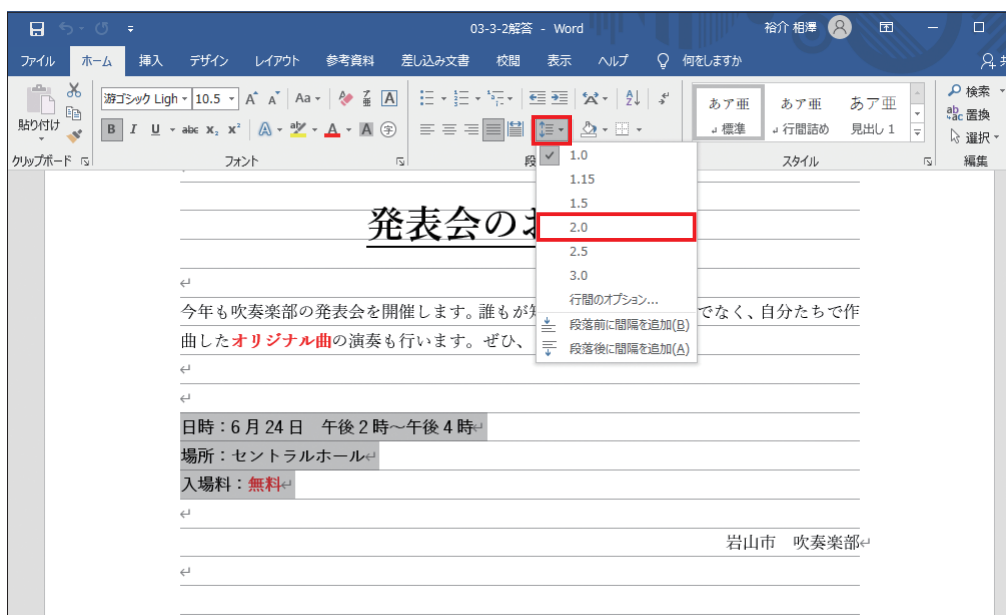 03-3-2解答 - Word
裕介 相澤
ファイル ホーム 挿入 デザイン レイアウト 参考資料 差し込み文書 校閲 表示 ヘルプ 何をしますか
貼り付け
クリップボード
游ゴシック Ligh 10.5 A A Aa
B I U abc x₂ x² A aby A A 字
フォント
1.0
1.15
1.5
2.0
2.5
3.0
行間のオプション...
段落前に間隔を追加(B)
段落後に間隔を追加(A)
あア亜 あア亜 あア亜
標準 行間詰め 見出し 1
スタイル
検索
置換
選択
編集
発表会の
今年も吹奏楽部の発表会を開催します。誰もが
でなく、自分たちで作
曲したオリジナル曲の演奏も行います。ぜひ、
日時:6 月 24 日 午後 2 時~午後 4 時
場所:セントラルホール
入場料:無料
岩山市 吹奏楽部